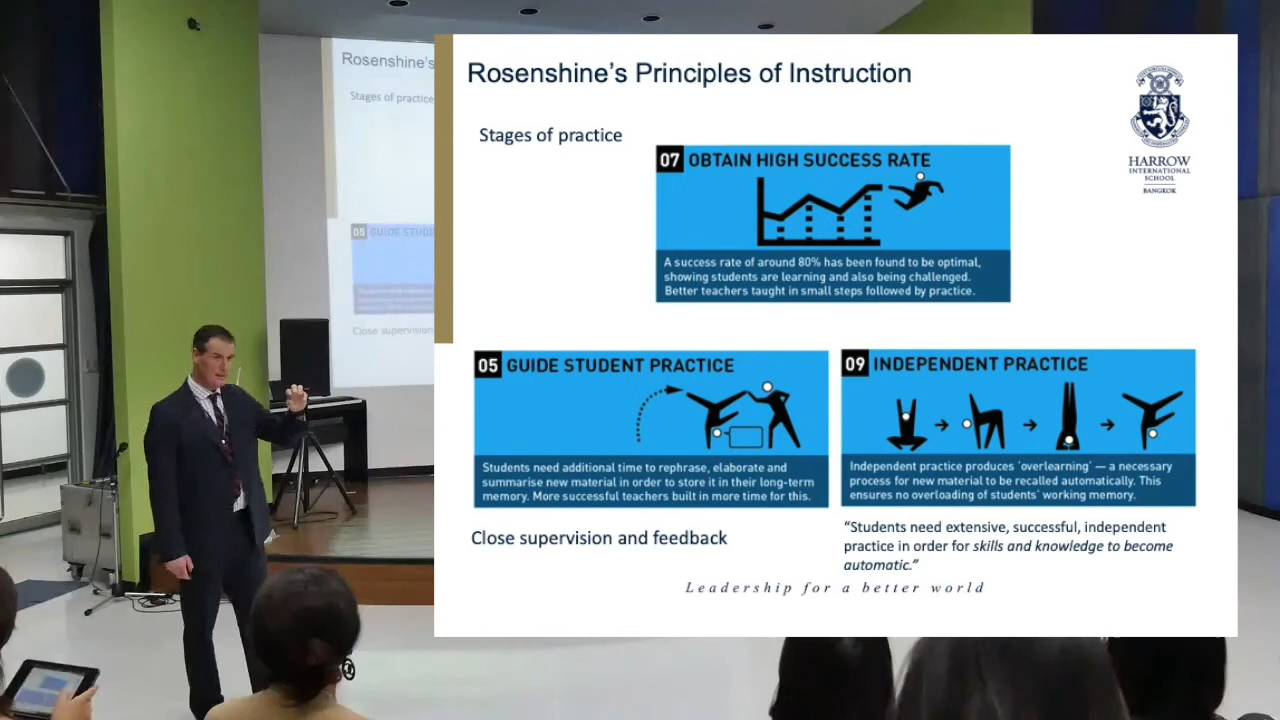 Rosenshine's
Stages of practice
05 GUIDE STUDE
Close supervision
Rosenshine's Principles of Instruction
HARROW
INTERNATIONAL
SCHOOL
BANGKOK
Stages of practice
07 OBTAIN HIGH SUCCESS RATE
A success rate of around 80% has been found to be optimal,
showing students are learning and also being challenged.
Better teachers taught in small steps followed by practice.
05 GUIDE STUDENT PRACTICE
Students need additional time to rephrase, elaborate and
summarise new material in order to store it in their long-term
memory. More successful teachers built in more time for this.
09 INDEPENDENT PRACTICE
Independent practice produces 'overlearning' — a necessary
process for new material to be recalled automatically. This
ensures no overloading of students' working memory.
Close supervision and feedback
“Students need extensive, successful, independent
practice in order for skills and knowledge to become
automatic.”
Leadership for a better world